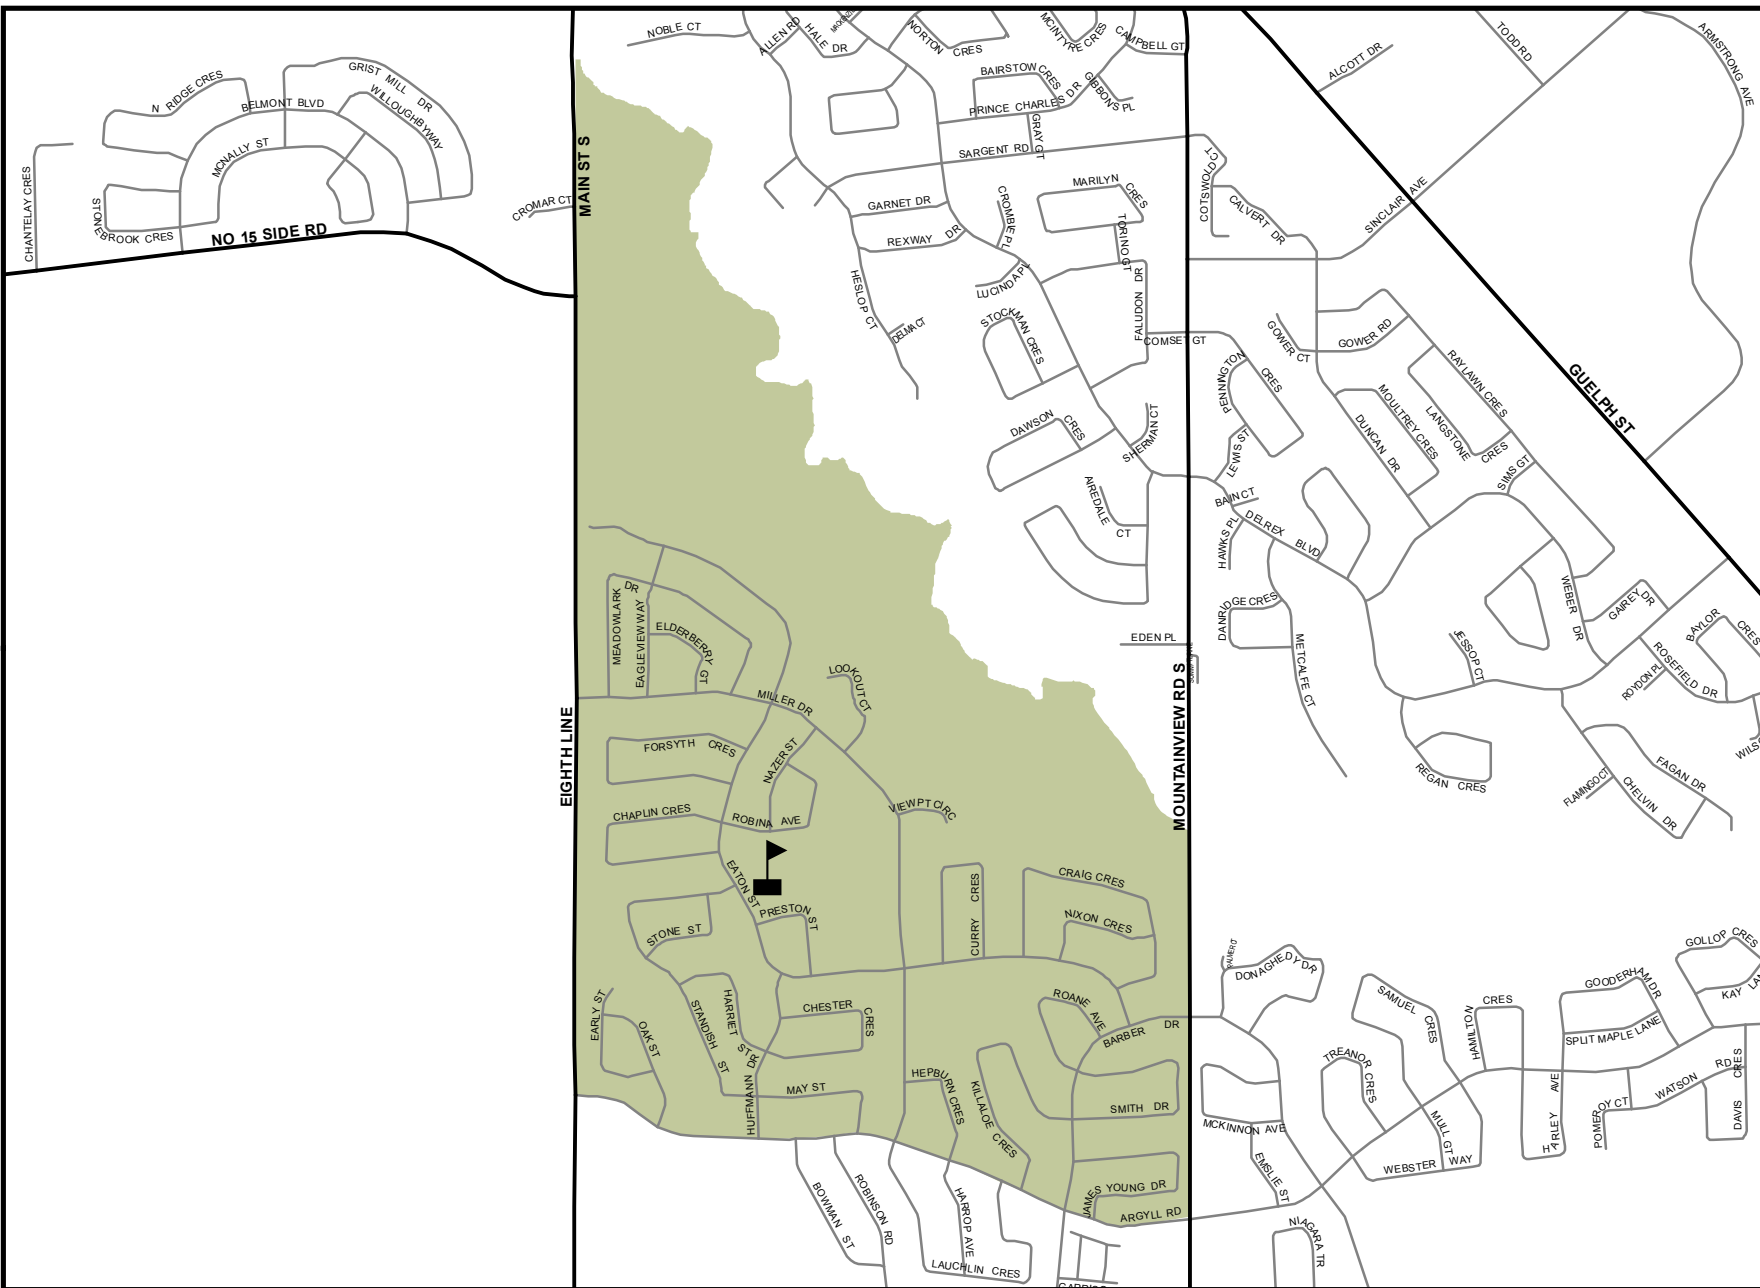 NOBLE CT
ALLEN RD
HALE DR
NORTON CRES
MCINTYRE CRES
CAMPBELL GT
TODD RD
ARMSTRONG AVE
ALCOTT DR
N RIDGE CRES
GRIST MILL DR
BELMONT BLVD
WILLOUGHBY WAY
BAIRSTOW CRES
GIBBONS PL
PRINCE CHARLES DR
GRAY GT
SARGENT RD
MCNALLY ST
CHANTELAY CRES
STONEBROOK CRES
NO 15 SIDE RD
CROMAR CT
MAIN ST S
MARILYN CRES
COTSWOLD CT
CALVERT DR
SINCLAIR AVE
GARNET DR
CROMBIE PL
REXWAY DR
TORINO GT
LUCINDA PL
HESLOP CT
DELMA CT
STOCKMAN CRES
FALUDON DR
COMSET GT
GOWER CT
GOWER RD
RAYLAWN CRES
GUELPH ST
PENNINGTON CRES
MOULTREY CRES
LANGSTONE CRES
DUNCAN DR
SIMS GT
DAWSON CRES
SHERMAN CT
LEWIS ST
AIREDALE CT
BAIN CT
HAWKS PL
DELREX BLVD
WEBER DR
GAIREY DR
BAYLOR CRES
DANRIDGE CRES
METCALFE CT
JESSOP CT
ROSEFIELD DR
ROYDON PL
EDEN PL
MEADOWLARK DR
EAGLEVIEW WAY
ELDERBERRY GT
LOOKOUT CT
MILLER DR
MOUNTAINVIEW RD S
EIGHTH LINE
FORSYTH CRES
NAZER ST
REGAN CRES
FLAMINGO CT
CHELVIN DR
FAGAN DR
WILS
CHAPLIN CRES
ROBINA AVE
VIEWPT CIRC
EATON ST
PRESTON ST
CURRY CRES
CRAIG CRES
NIXON CRES
STONE ST
PALMER CT
DONAGHEDY DR
GOLLOP CRES
KAY LA
GOODERHAM DR
SAMUEL CRES
HAMILTON CRES
SPLIT MAPLE LANE
EARLY ST
OAK ST
STANDISH ST
HARRIET ST
CHESTER CRES
ROANE AVE
BARBER DR
HUFFMANN DR
MAY ST
HEPBURN CRES
KILLALOE CRES
SMITH DR
TREANOR CRES
MCKINNON AVE
MULL GT
HARLEY AVE
POMEROY CT
WATSON RD
DAVIS CRES
WEBSTER WAY
EMSLIE ST
JAMES YOUNG DR
ARGYLL RD
NIAGARA TR
BOWMAN ST
ROBINSON RD
HARROP AVE
LAUCHLIN CRES